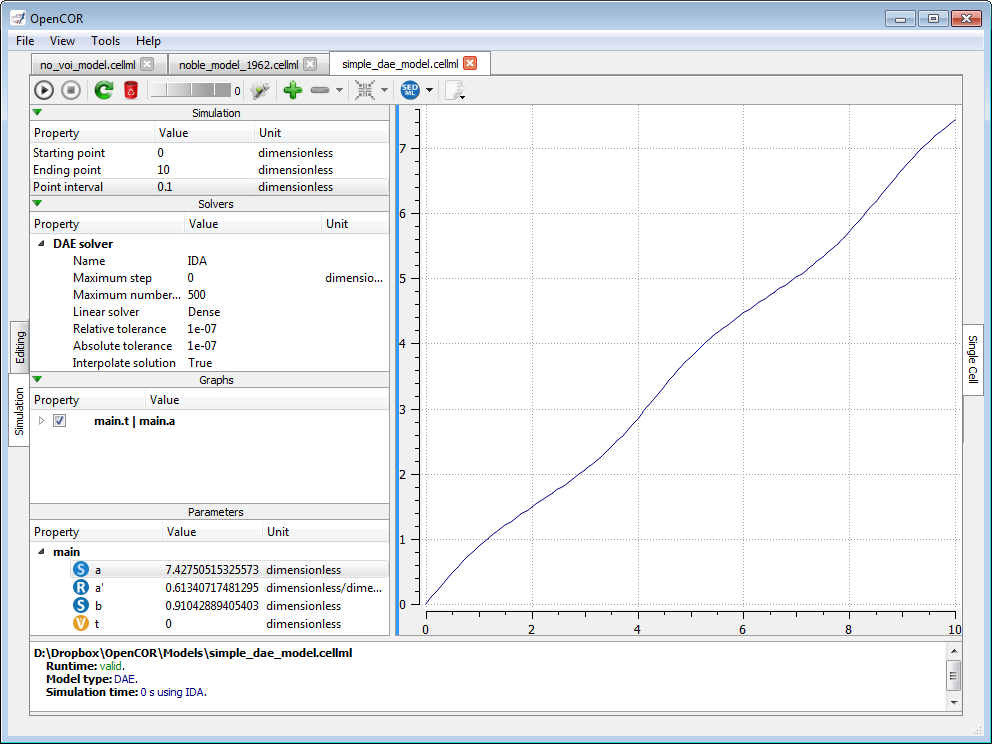 OpenCOR
File View Tools Help
no_voi_model.cellml noble_model_1962.cellml simple_dae_model.cellml
0 SED ML
Simulation
Property Value Unit
Starting point 0 dimensionless
Ending point 10 dimensionless
Point interval 0.1 dimensionless
Solvers
Property Value Unit
DAE solver
Name IDA
Maximum step 0 dimensio...
Maximum number... 500
Linear solver Dense
Relative tolerance 1e-07
Absolute tolerance 1e-07
Interpolate solution True
Graphs
Property Value
main.t | main.a
Parameters
Property Value Unit
main
S a 7.42750515325573 dimensionless
R a' 0.61340717481295 dimensionless/dime...
S b 0.91042889405403 dimensionless
V t 0 dimensionless
Editing
Simulation
7
6
5
4
3
2
1
0
0 2 4 6 8 10
Single Cell
D:\Dropbox\OpenCOR\Models\simple_dae_model.cellml
Runtime: valid.
Model type: DAE.
Simulation time: 0 s using IDA.